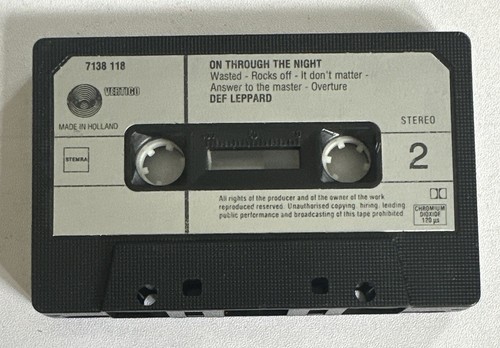 7138 118
VERTIGO
MADE IN HOLLAND
STEMRA
ON THROUGH THE NIGHT
Wasted - Rocks off - It don't matter -
Answer to the master - Overture
DEF LEPPARD
STEREO
2
All rights of the producer and of the owner of the work
reproduced reserved. Unauthorised copying, hiring, lending
public performance and broadcasting of this tape prohibited
CHROMIUM
DIOXIDE
120 µs